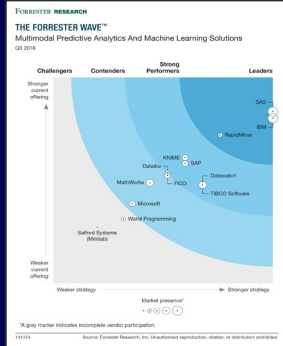 FORRESTER® RESEARCH
THE FORRESTER WAVE™
Multimodal Predictive Analytics And Machine Learning Solutions
Q3 2018
Challengers Contenders Strong Performers Leaders
Stronger current offering
SAS
IBM
RapidMiner
KNIME
SAP
Dataiku
Datawatch
MathWorks
FICO
TIBCO Software
Microsoft
World Programming
Salford Systems
(Minitab)
Weaker current offering
Weaker strategy Stronger strategy
Market presence*
*A gray marker indicates incomplete vendor participation.
141374 Source: Forrester Research, Inc. Unauthorized reproduction, citation, or distribution prohibited.